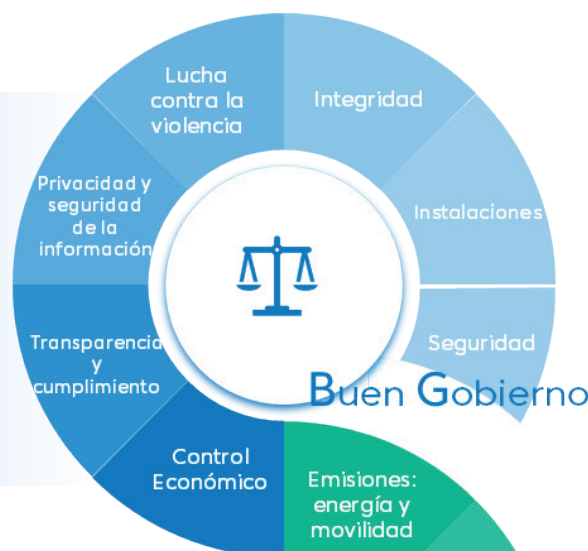 Lucha
contra la
violencia
Integridad
Privacidad y
seguridad
de la
información
Instalaciones
Transparencia
y
cumplimiento
Seguridad
Buen Gobierno
Control
Económico
Emisiones:
energía y
movilidad